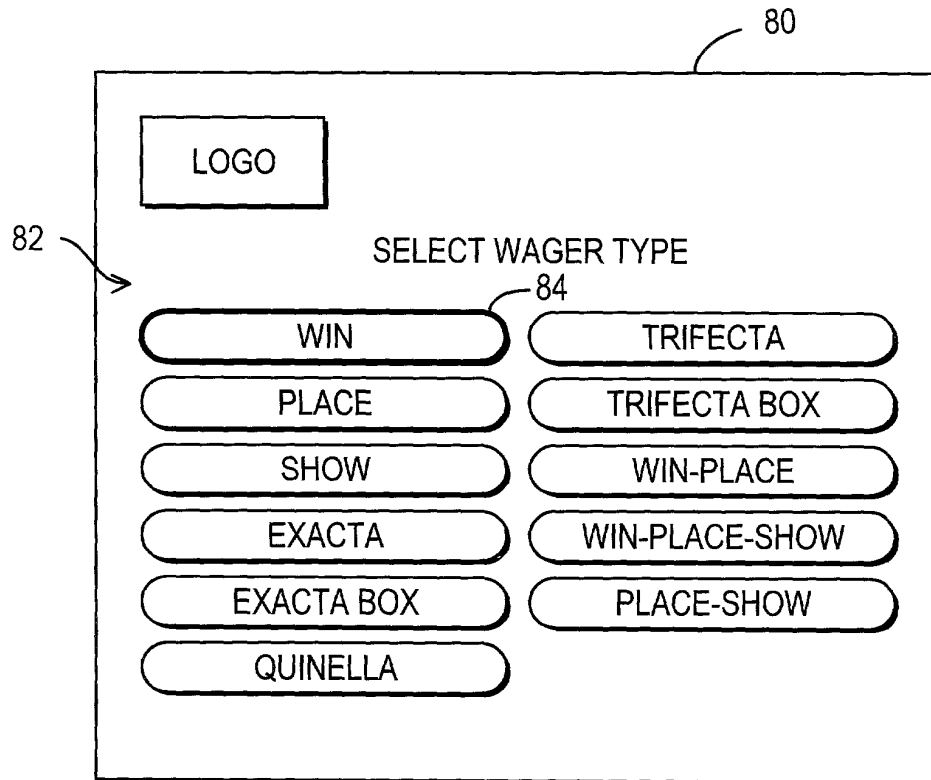 80
LOGO
82
SELECT WAGER TYPE
84
WIN
PLACE
SHOW
EXACTA
EXACTA BOX
QUINELLA
TRIFECTA
TRIFECTA BOX
WIN-PLACE
WIN-PLACE-SHOW
PLACE-SHOW